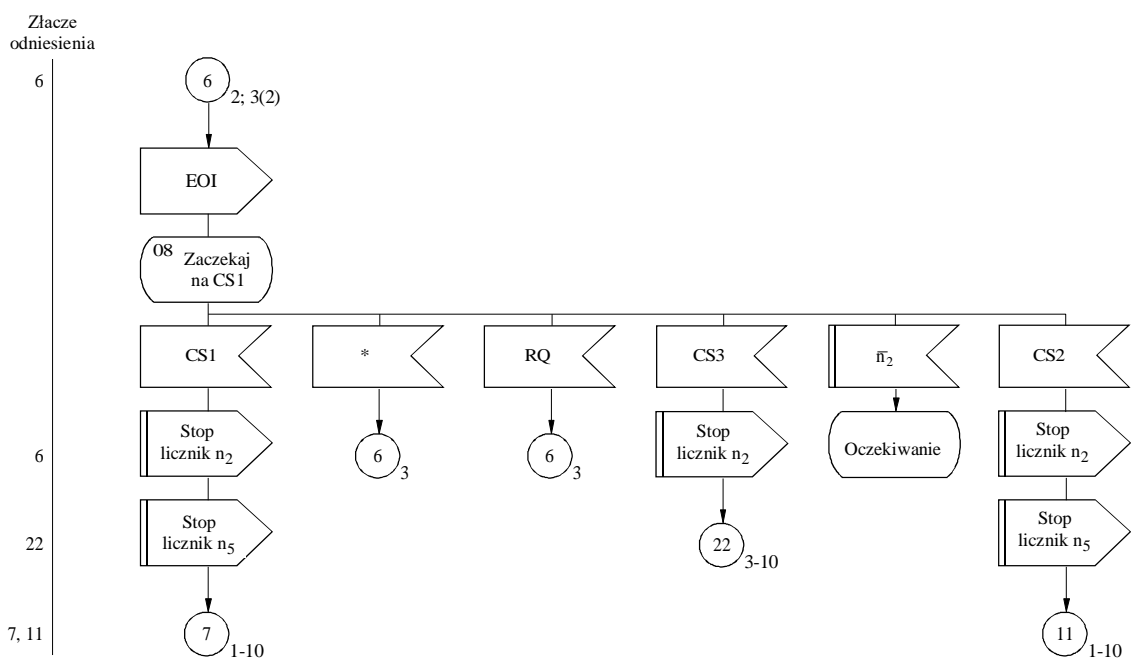 Złacze
odniesienia
6
6
2; 3(2)
EOI
08 Zaczekaj
na CS1
CS1
*
RQ
CS3
n̅2
CS2
Stop
licznik n2
6
3
6
3
Stop
licznik n2
Oczekiwanie
Stop
licznik n2
6
Stop
licznik n5
22
3-10
Stop
licznik n5
22
7, 11
7
1-10
11
1-10